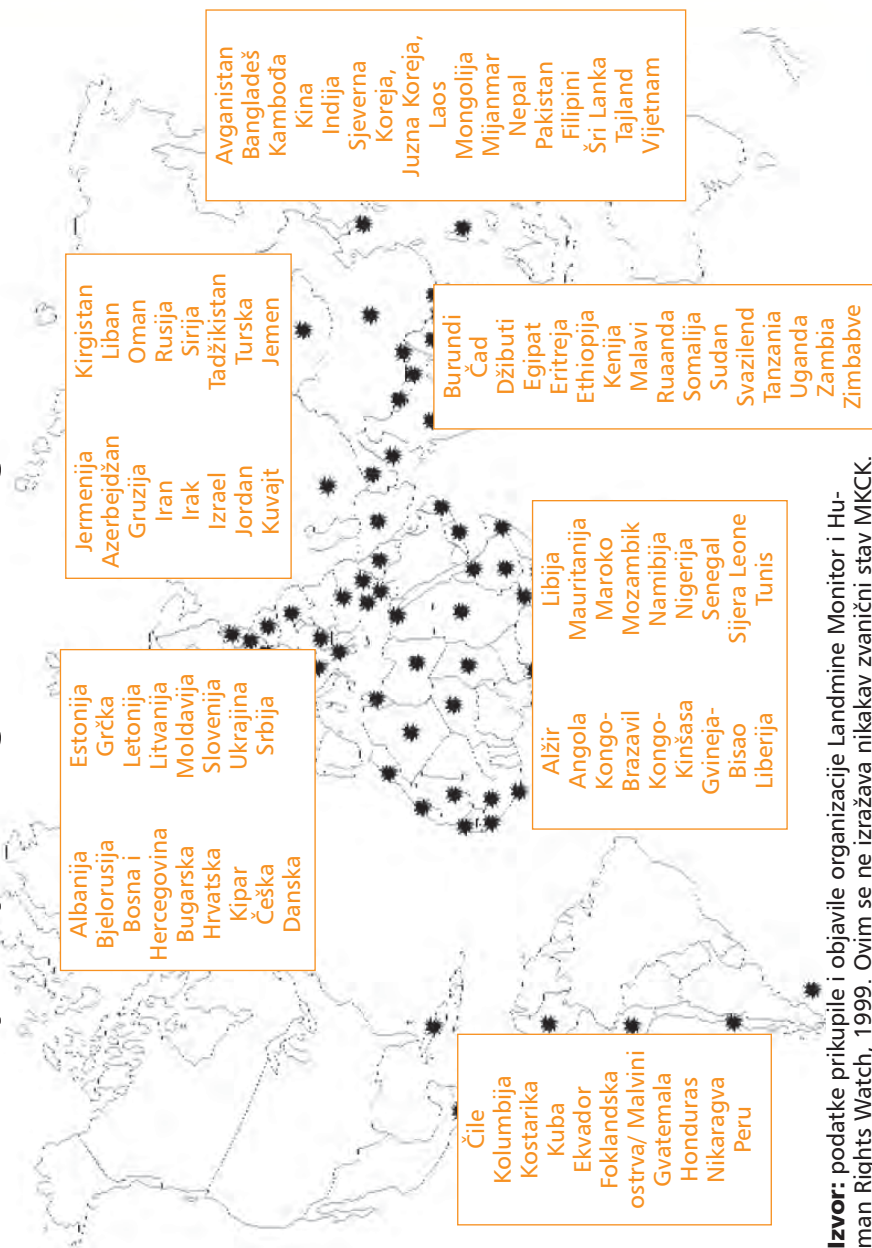 Albanija
Bjelorusija
Bosna i
Hercegovina
Bugarska
Hrvatska
Kipar
Češka
Danska
Estonija
Grčka
Letonija
Litvanija
Moldavija
Slovenija
Ukrajina
Srbija
Jermenija
Azerbejdžan
Gruzija
Iran
Irak
Izrael
Jordan
Kuvajt
Kirgistan
Liban
Oman
Rusija
Sirija
Tadžikistan
Turska
Jemen
Avganistan
Bangladeš
Kambođa
Kina
Indija
Sjeverna
Koreja,
Juzna Koreja,
Laos
Mongolija
Mijanmar
Nepal
Pakistan
Filipini
Šri Lanka
Tajland
Vijetnam
Čile
Kolumbija
Kostarika
Kuba
Ekvador
Foklandska
ostrva/ Malvini
Gvatemala
Honduras
Nikaragva
Peru
Alžir
Angola
Kongo-
Brazavil
Kongo-
Kinšasa
Gvineja-
Bisao
Liberija
Libija
Mauritanija
Maroko
Mozambik
Namibija
Nigerija
Senegal
Sijera Leone
Tunis
Burundi
Čad
Džibuti
Egipat
Eritreja
Ethiopija
Kenija
Malavi
Ruaanda
Somalija
Sudan
Svazilend
Tanzania
Uganda
Zambia
Zimbabve
Izvor: podatke prikupile i objavile organizacije Landmine Monitor i Hu-
man Rights Watch, 1999. Ovim se ne izražava nikakav zvanični stav MKCK.